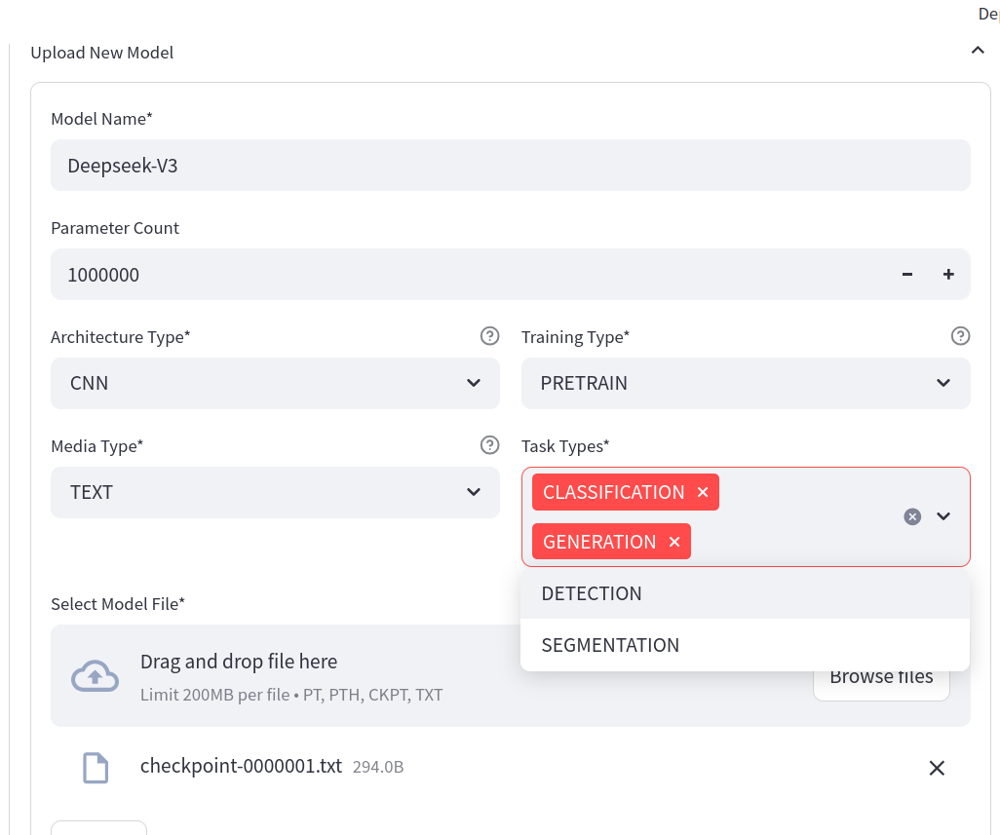 De
Upload New Model
Model Name*
Deepseek-V3
Parameter Count
1000000
Architecture Type*
Training Type*
CNN
PRETRAIN
Media Type*
Task Types*
TEXT
CLASSIFICATION
GENERATION
DETECTION
SEGMENTATION
Select Model File*
Drag and drop file here
Limit 200MB per file • PT, PTH, CKPT, TXT
Browse files
checkpoint-0000001.txt 294.0B